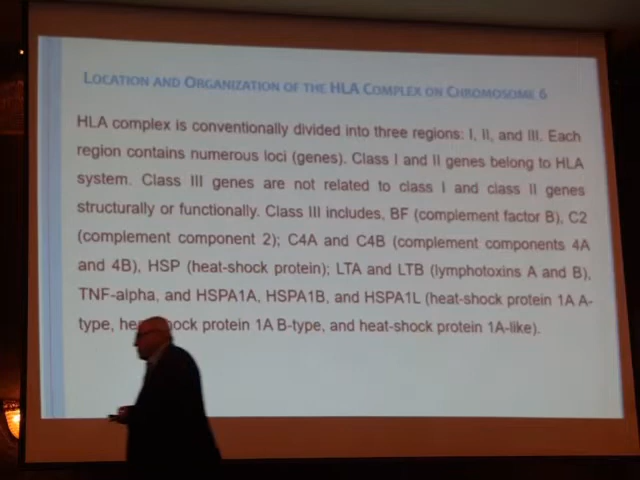 LOCATION AND ORGANIZATION OF THE HLA COMPLEX ON CHROMOSOME 6
HLA complex is conventionally divided into three regions: I, II, and III. Each
region contains numerous loci (genes). Class I and II genes belong to HLA
system. Class III genes are not related to class I and class II genes
structurally or functionally. Class III includes, BF (complement factor B), C2
(complement component 2); C4A and C4B (complement components 4A
and 4B), HSP (heat-shock protein); LTA and LTB (lymphotoxins A and B),
TNF-alpha, and HSPA1A, HSPA1B, and HSPA1L (heat-shock protein 1A A-
type, protein 1A B-type, and heat-shock protein 1A-like).